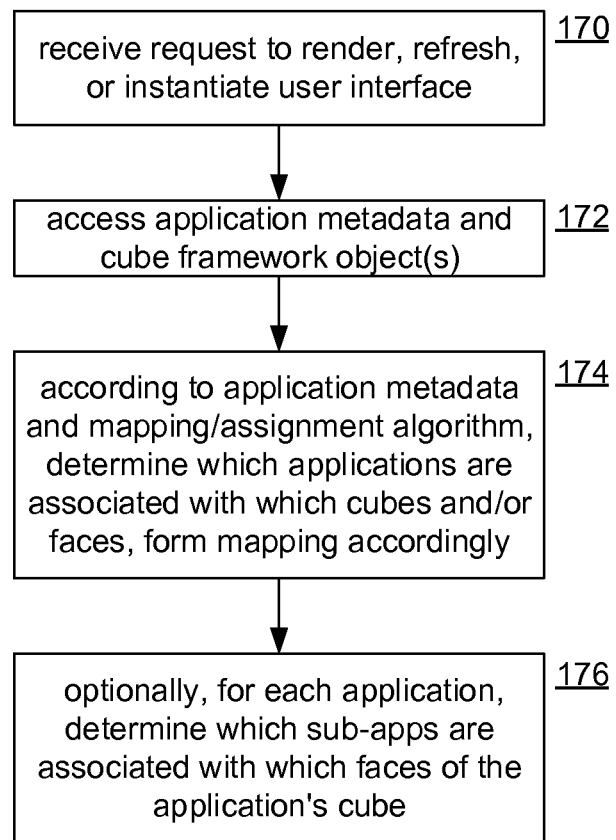 receive request to render, refresh,
or instantiate user interface
170
access application metadata and
cube framework object(s)
172
according to application metadata
and mapping/assignment algorithm,
determine which applications are
associated with which cubes and/or
faces, form mapping accordingly
174
optionally, for each application,
determine which sub-apps are
associated with which faces of the
application's cube
176